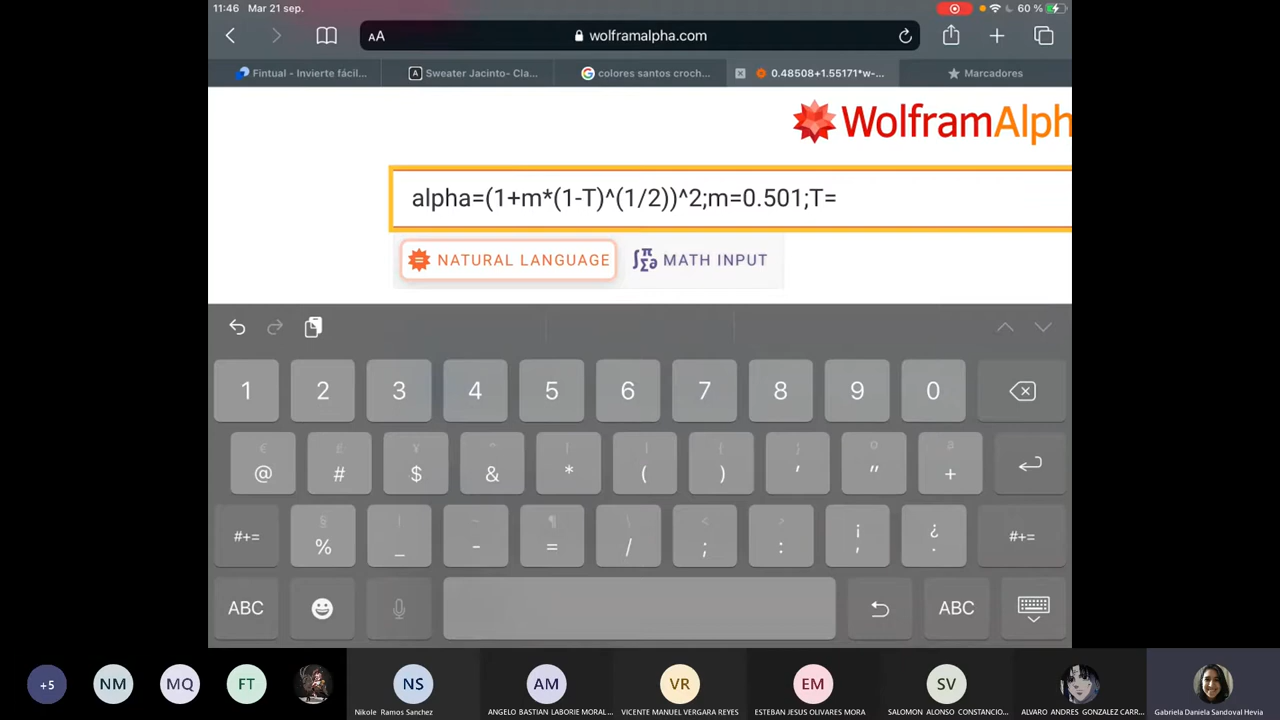 11:46 Mar 21 sep.
60 %
AA
wolframalpha.com
Fintual - Invierte fácil...
A Sweater Jacinto- Cla...
colores santos croch...
0.48508+1.55171*w-...
Marcadores
WolframAlph
alpha=(1+m*(1-T)^(1/2))^2;m=0.501;T=
NATURAL LANGUAGE
∫π Σ∂ MATH INPUT
1 2 3 4 5 6 7 8 9 0
€ £ ¥ ^ [ ] { } º ª
@ # $ & * ( ) ' " +
#+= % _ - = / ; : , . #+=
§ | ~ ¶ \ < > ¡ ¿
ABC ABC
+5 NM MQ FT NS AM VR EM SV
Nikole Ramos Sanchez
ANGELO BASTIAN LABORIE MORAL ...
VICENTE MANUEL VERGARA REYES
ESTEBAN JESUS OLIVARES MORA
SALOMON ALONSO CONSTANCIO...
ALVARO ANDRES GONZALEZ CARR...
Gabriela Daniela Sandoval Hevia